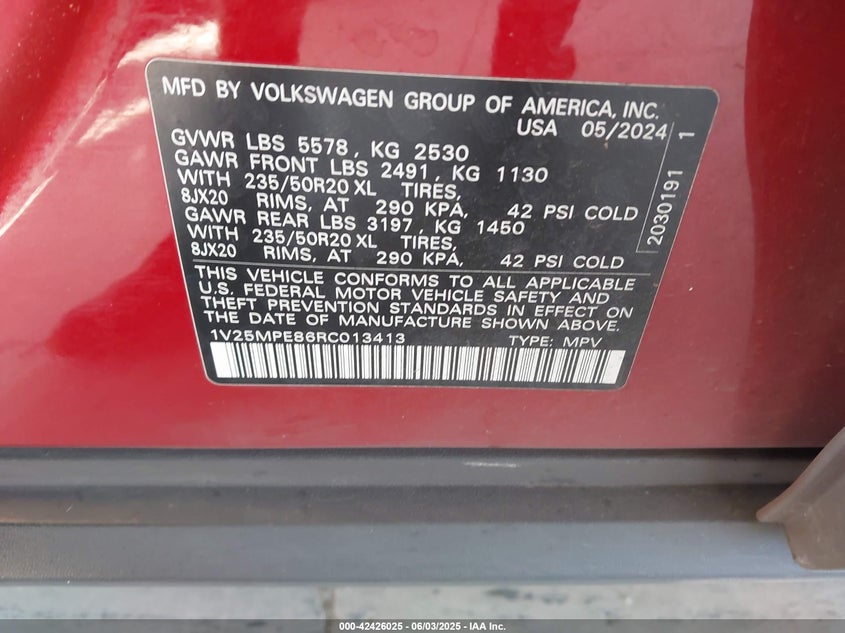 MFD BY VOLKSWAGEN GROUP OF AMERICA, INC.
USA 05/2024
GVWR LBS 5578, KG 2530
GAWR FRONT LBS 2491, KG 1130
WITH 235/50R20 XL TIRES,
8JX20 RIMS, AT 290 KPA, 42 PSI COLD
GAWR REAR LBS 3197, KG 1450
WITH 235/50R20 XL TIRES,
8JX20 RIMS, AT 290 KPA, 42 PSI COLD
THIS VEHICLE CONFORMS TO ALL APPLICABLE
U.S. FEDERAL MOTOR VEHICLE SAFETY AND
THEFT PREVENTION STANDARDS IN EFFECT ON
THE DATE OF MANUFACTURE SHOWN ABOVE.
1V25MPE86RC013413 TYPE: MPV
2030191 1
000-42426025 - 06/03/2025 - IAA Inc.